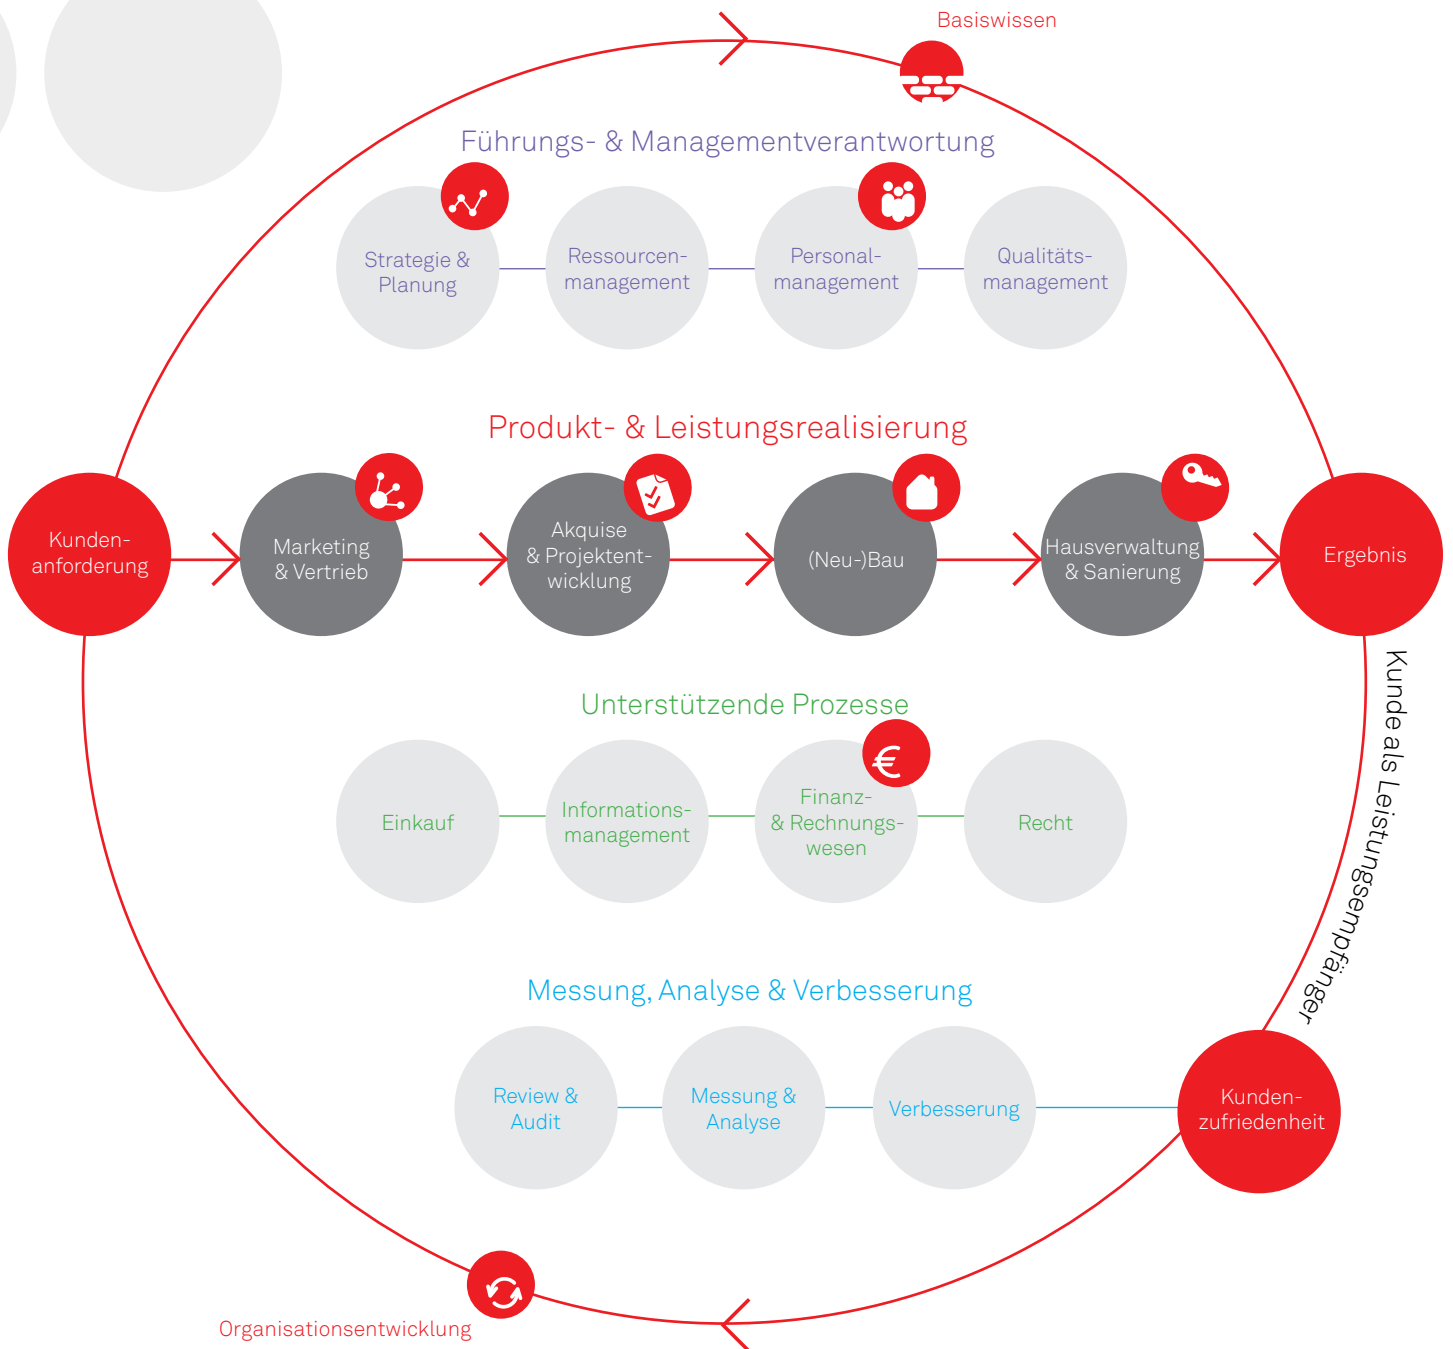 Basiswissen
Führungs- & Managementverantwortung
Strategie &
Planung
Ressourcen-
management
Personal-
management
Qualitäts-
management
Produkt- & Leistungsrealisierung
Kunden-
anforderung
Marketing
& Vertrieb
Akquise
& Projektent-
wicklung
(Neu-)Bau
Hausverwaltung
& Sanierung
Ergebnis
Kunde als Leistungsempfänger
Unterstützende Prozesse
Einkauf
Informations-
management
Finanz-
& Rechnungs-
wesen
€
Recht
Messung, Analyse & Verbesserung
Review &
Audit
Messung &
Analyse
Verbesserung
Kunden-
zufriedenheit
Organisationsentwicklung